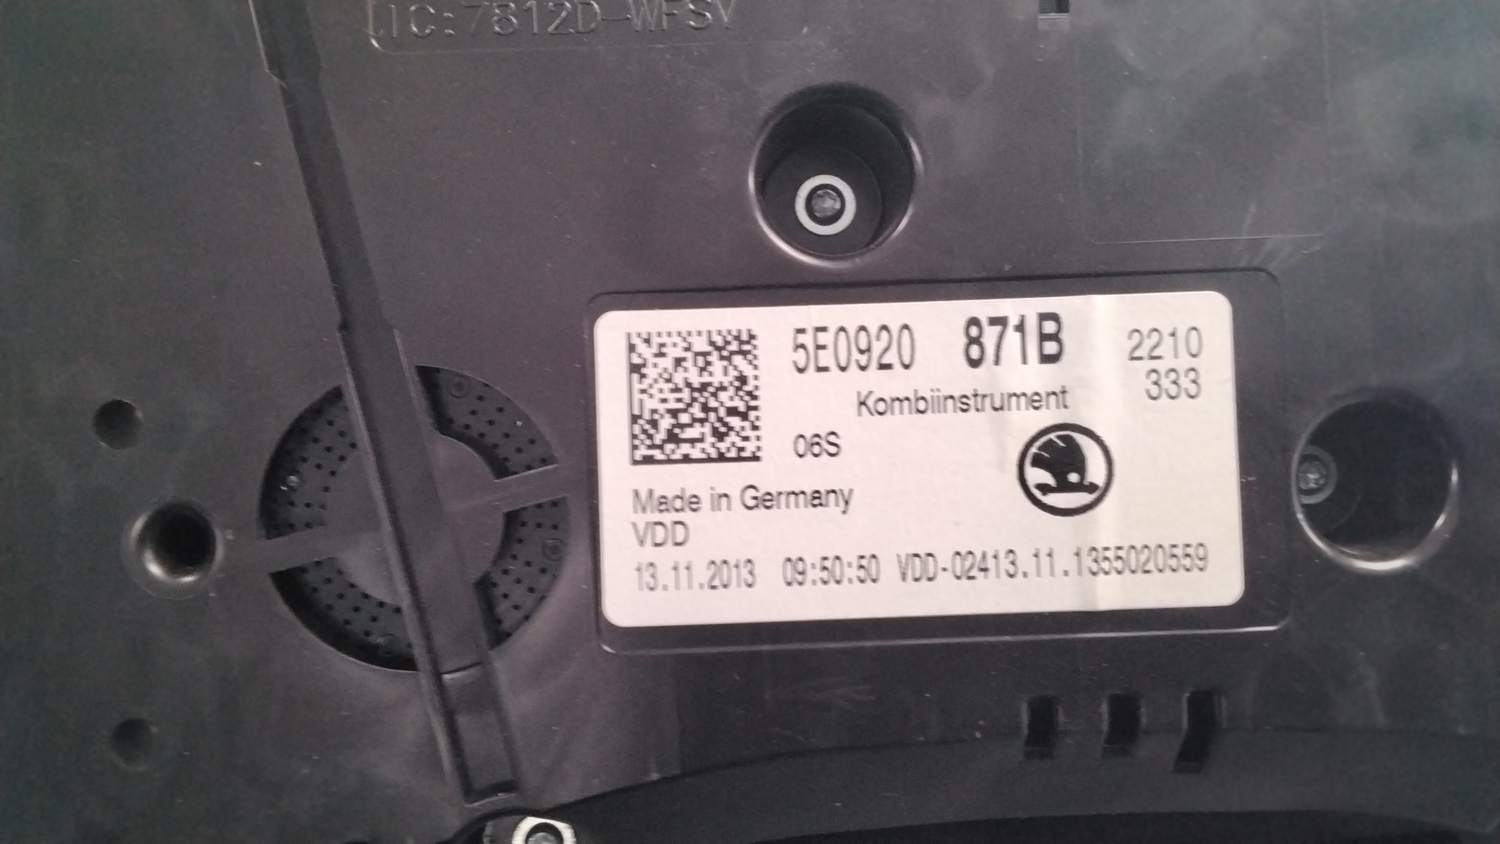 IC:7812D-WFSV
5E0920 871B 2210
333
Kombiinstrument
06S
Made in Germany
VDD
13.11.2013 09:50:50 VDD-02413.11.1355020559